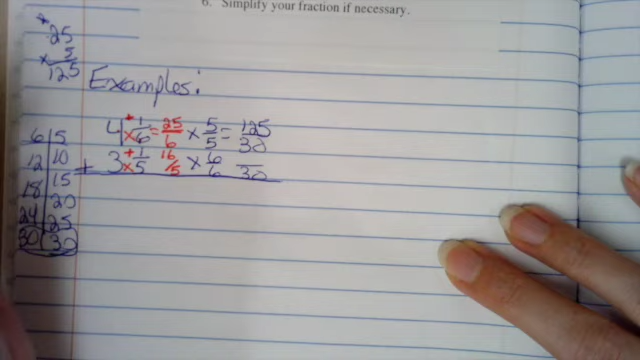 6. Simplify your fraction if necessary.
25
× 5
125
Examples:
4 1/6 = 25/6 × 5/5 = 125/30
+ 3 1/5 16/5 × 6/6 /30
6 | 5
12 | 10
18 | 15
24 | 20
30 | 25
30